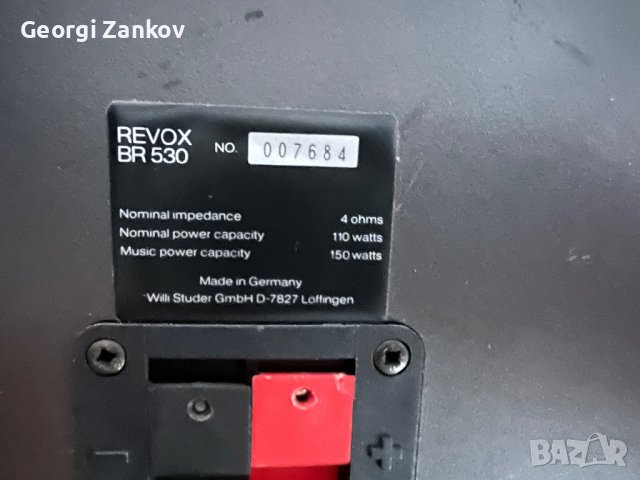 Georgi Zankov
REVOX
BR 530
NO. 007684
Nominal impedance 4 ohms
Nominal power capacity 110 watts
Music power capacity 150 watts
Made in Germany
Willi Studer GmbH D-7827 Löffingen
- +
BAZAR